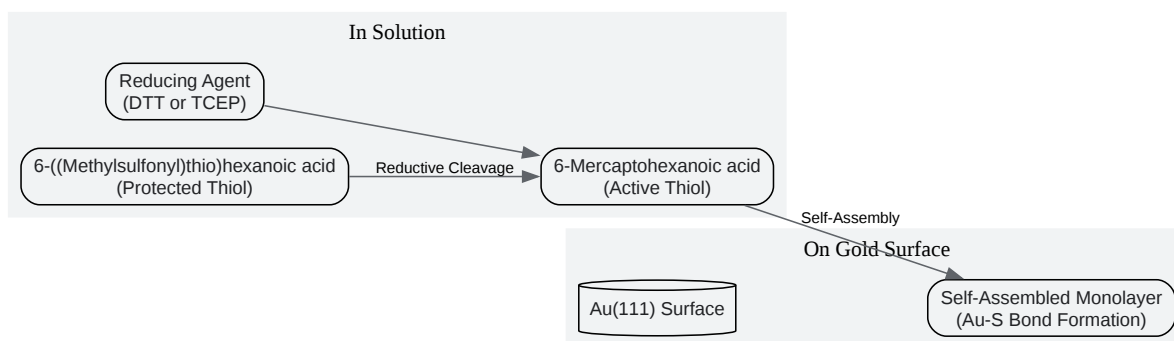 In Solution
Reducing Agent
(DTT or TCEP)
6-((Methylsulfonyl)thio)hexanoic acid
(Protected Thiol)
Reductive Cleavage
6-Mercaptohexanoic acid
(Active Thiol)
Self-Assembly
On Gold Surface
Au(111) Surface
Self-Assembled Monolayer
(Au-S Bond Formation)